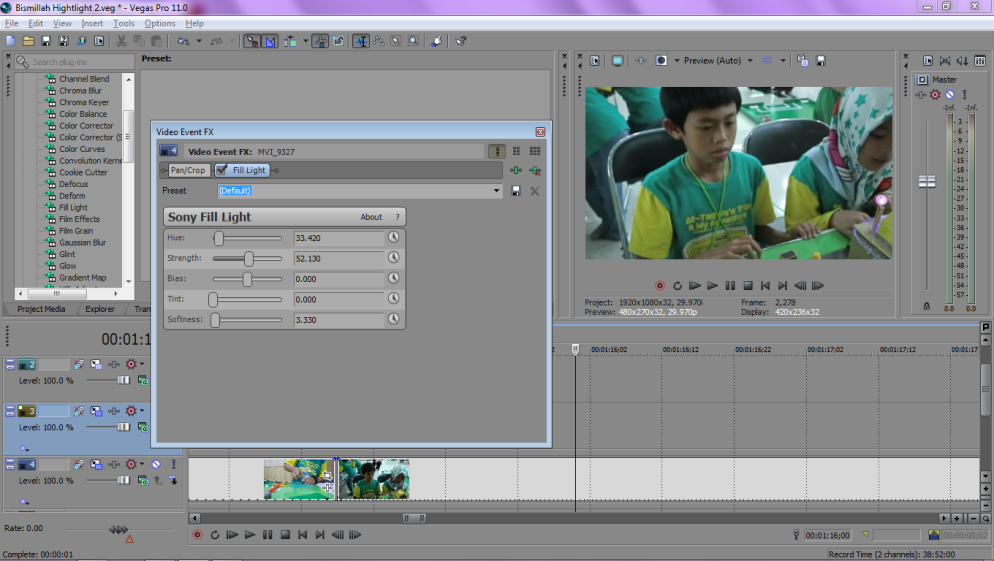 Bismillah Hightlight 2.veg * - Vegas Pro 11.0
File Edit View Insert Tools Options Help
Search plug-ins
Preset:
Channel Blend
Chroma Blur
Chroma Keyer
Color Balance
Color Corrector
Color Corrector (S
Color Curves
Convolution Kerne
Cookie Cutter
Defocus
Deform
Fill Light
Film Effects
Film Grain
Gaussian Blur
Glint
Glow
Gradient Map
Project Media Explorer Tran
Video Event FX
4 Video Event FX: MVI_9327
Pan/Crop Fill Light
Preset: (Default)
Sony Fill Light About ?
Hue: 33.420
Strength: 52.130
Bias: 0.000
Tint: 0.000
Softness: 3.330
Preview (Auto)
Project: 1920x1080x32, 29.970i
Preview: 480x270x32, 29.970p
Frame: 2,278
Display: 420x236x32
Master
-Inf. -Inf.
- 3 -
- 6 -
- 9 -
-12-
-15-
-18-
-21-
-24-
-27-
-30-
-33-
-36-
-39-
-42-
-45-
-48-
-51-
-54-
-57-
0.0 0.0
00:01:1
00:01:16;02 00:01:16;12 00:01:16;22 00:01:17;02 00:01:17;12 00:01:17
2
Level: 100.0 %
3
Level: 100.0 %
4
Level: 100.0 %
Rate: 0.00
00:01:16;00
00:00:00;02
Complete: 00:00:01
Record Time (2 channels): 38:52:00